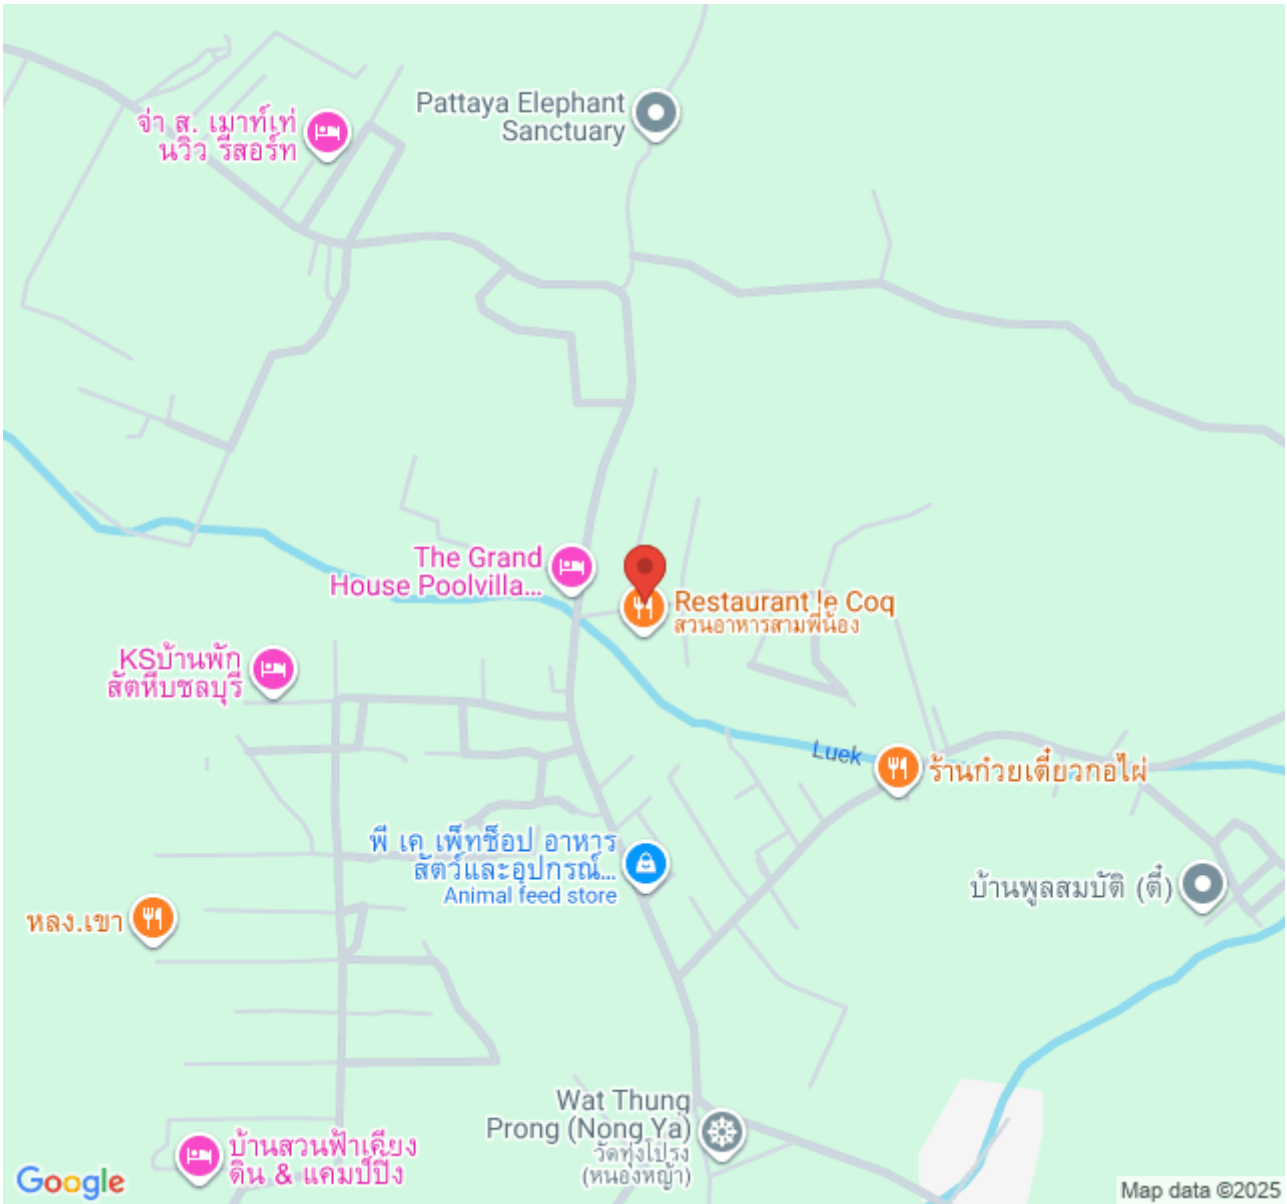 Pattaya Elephant
Sanctuary
จ่า ส. เมาท์เท่
นวิว รีสอร์ท
The Grand
House Poolvilla...
Restaurant le Coq
สวนอาหารสามพี่น้อง
KSบ้านพัก
สัตหีบชลบุรี
Luek
ร้านก๋วยเตี๋ยวกอไผ่
พี เค เพ็ทช็อป อาหาร
สัตว์และอุปกรณ์...
Animal feed store
บ้านพูลสมบัติ (ตี๋)
หลง.เขา
Wat Thung
Prong (Nong Ya)
วัดทุ่งโปรง
(หนองหญ้า)
บ้านสวนฟ้าเคียง
ดิน & แคมป์ปิ้ง
Google
Map data ©2025